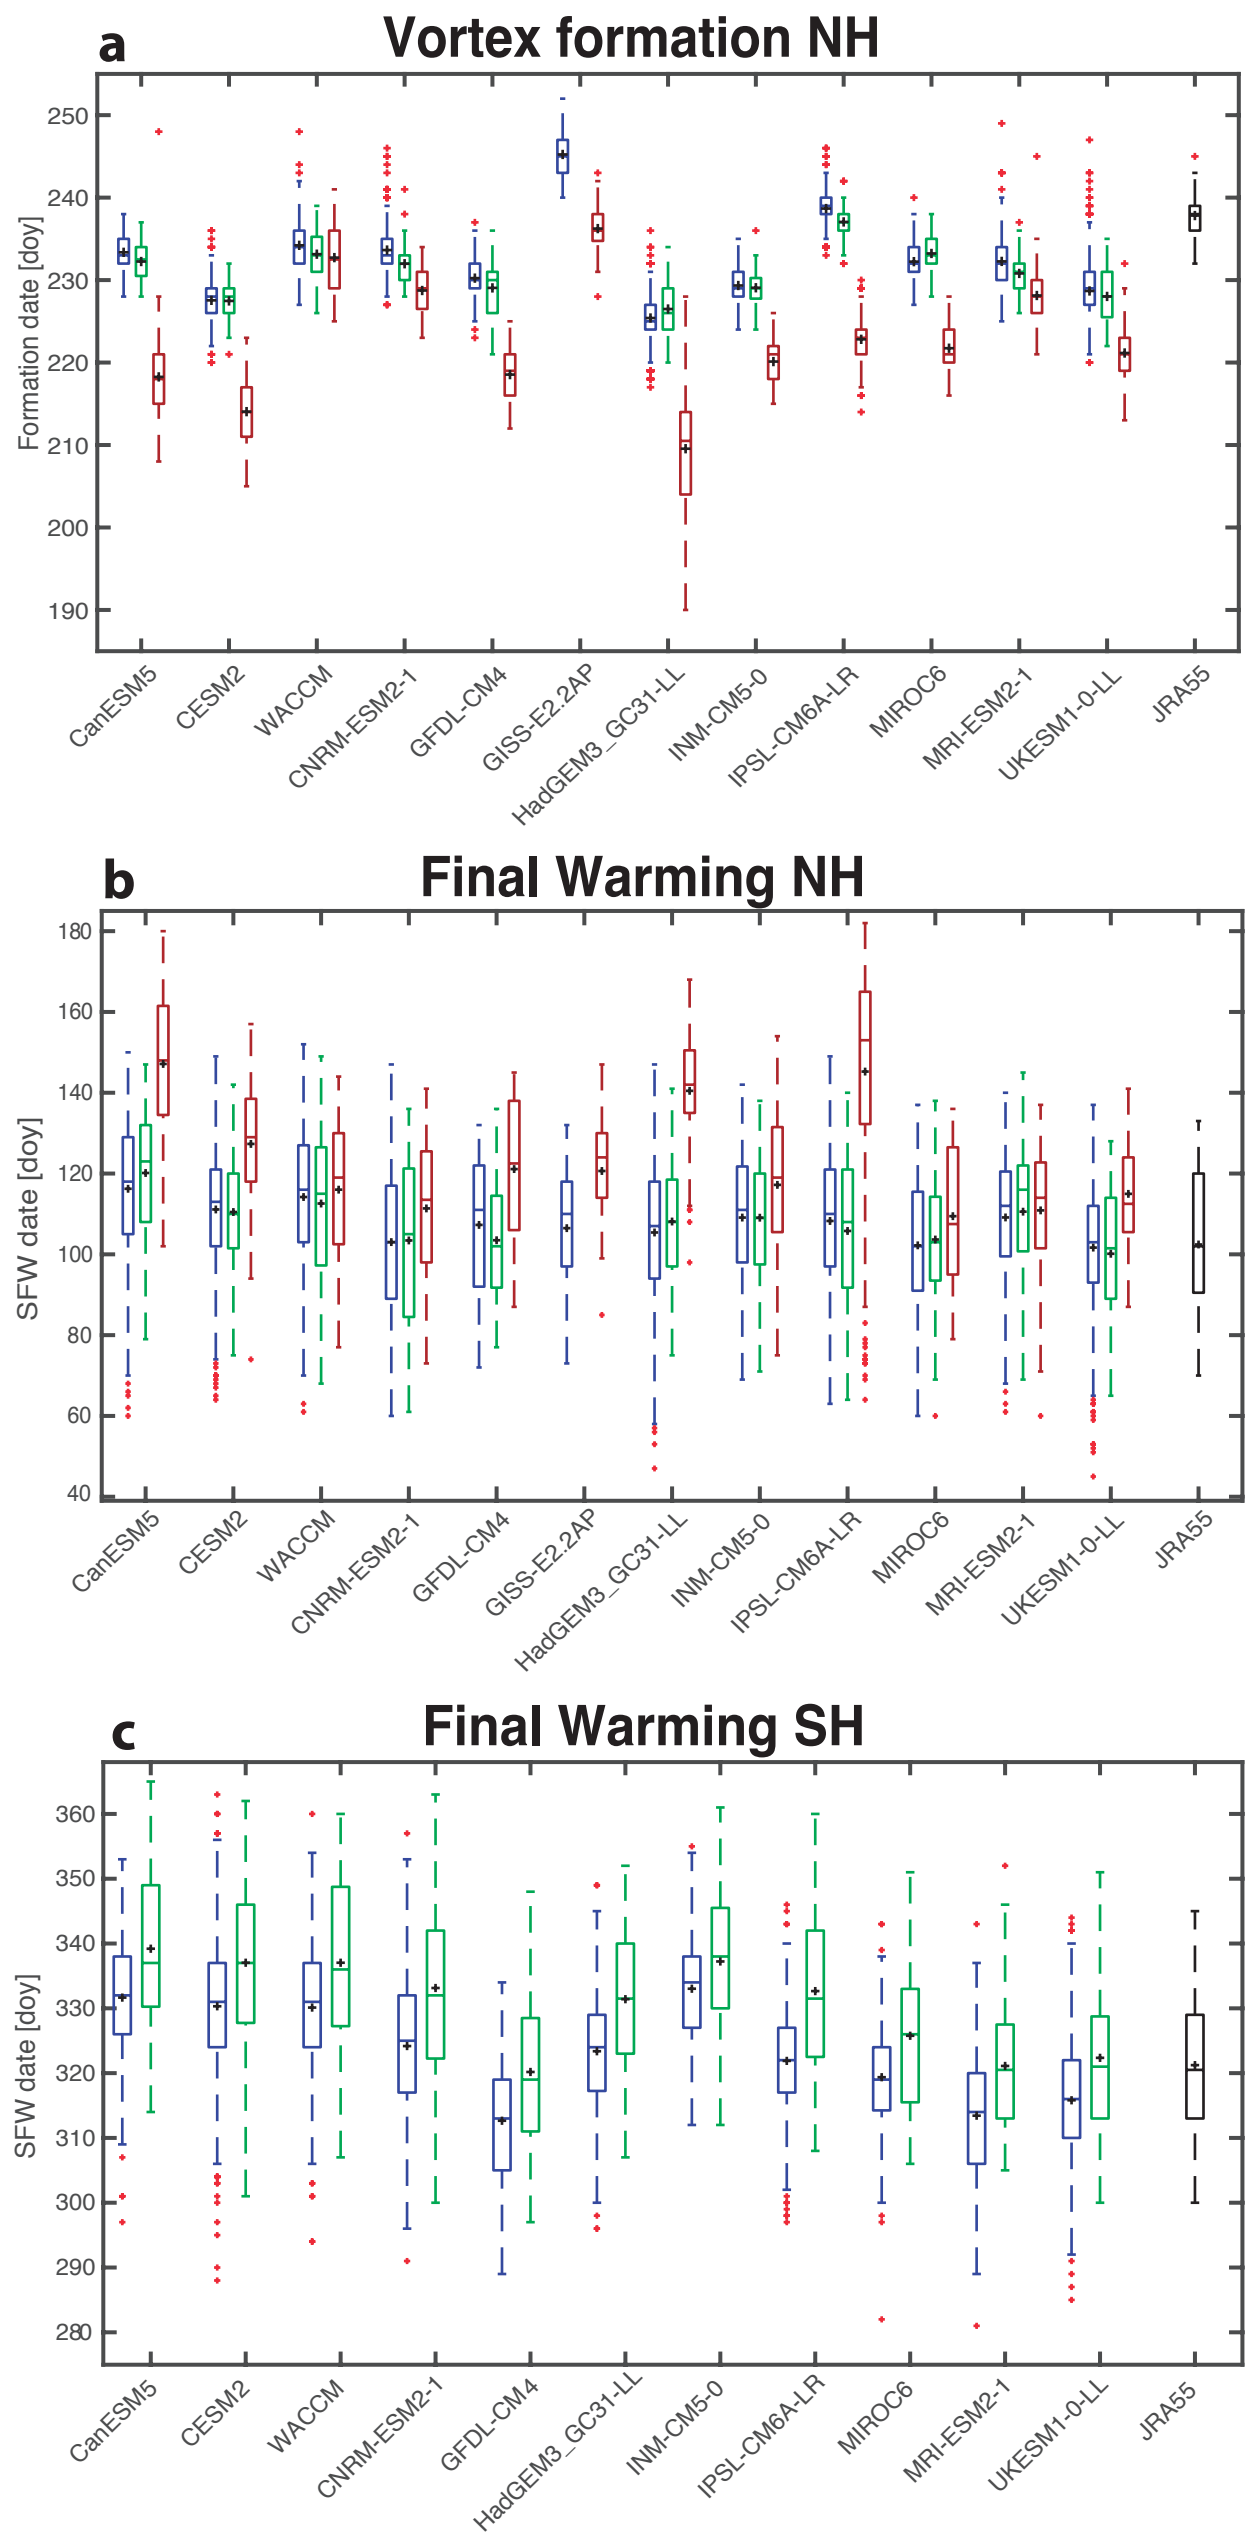 a
Vortex formation NH
Formation date [doy]
250
240
230
220
210
200
190
CanESM5
CESM2
WACCM
CNRM-ESM2-1
GFDL-CM4
GISS-E2.2AP
HadGEM3_GC31-LL
INM-CM5-0
IPSL-CM6A-LR
MIROC6
MRI-ESM2-1
UKESM1-0-LL
JRA55
b
Final Warming NH
SFW date [doy]
180
160
140
120
100
80
60
40
CanESM5
CESM2
WACCM
CNRM-ESM2-1
GFDL-CM4
GISS-E2.2AP
HadGEM3_GC31-LL
INM-CM5-0
IPSL-CM6A-LR
MIROC6
MRI-ESM2-1
UKESM1-0-LL
JRA55
c
Final Warming SH
SFW date [doy]
360
350
340
330
320
310
300
290
280
CanESM5
CESM2
WACCM
CNRM-ESM2-1
GFDL-CM4
HadGEM3_GC31-LL
INM-CM5-0
IPSL-CM6A-LR
MIROC6
MRI-ESM2-1
UKESM1-0-LL
JRA55